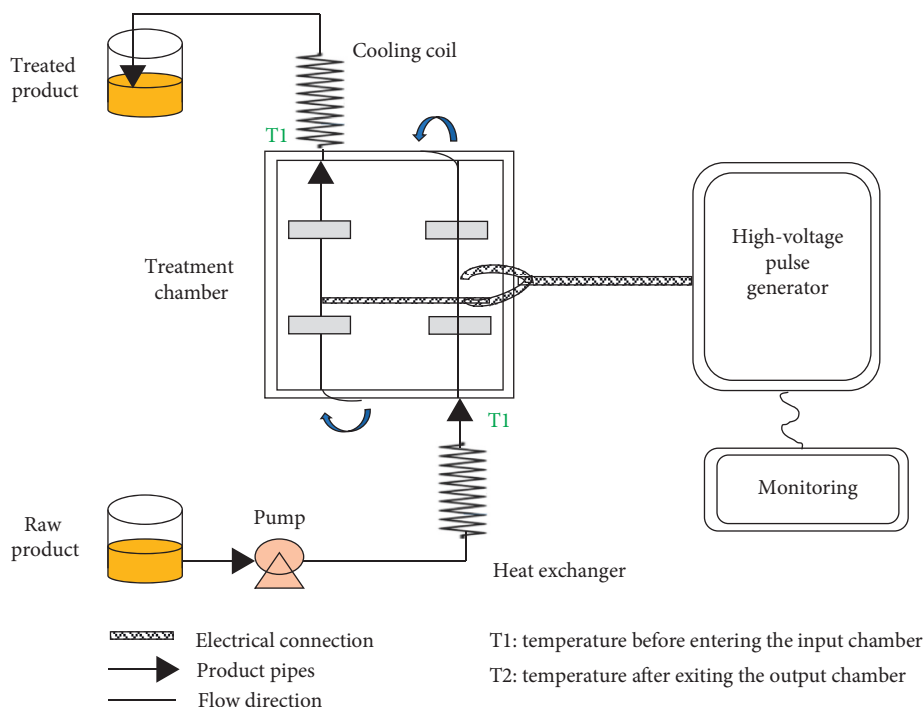 Treated
product
Cooling coil
T1
Treatment
chamber
High-voltage
pulse
generator
T1
Monitoring
Raw
product
Pump
Heat exchanger
Electrical connection
Product pipes
Flow direction
T1: temperature before entering the input chamber
T2: temperature after exiting the output chamber